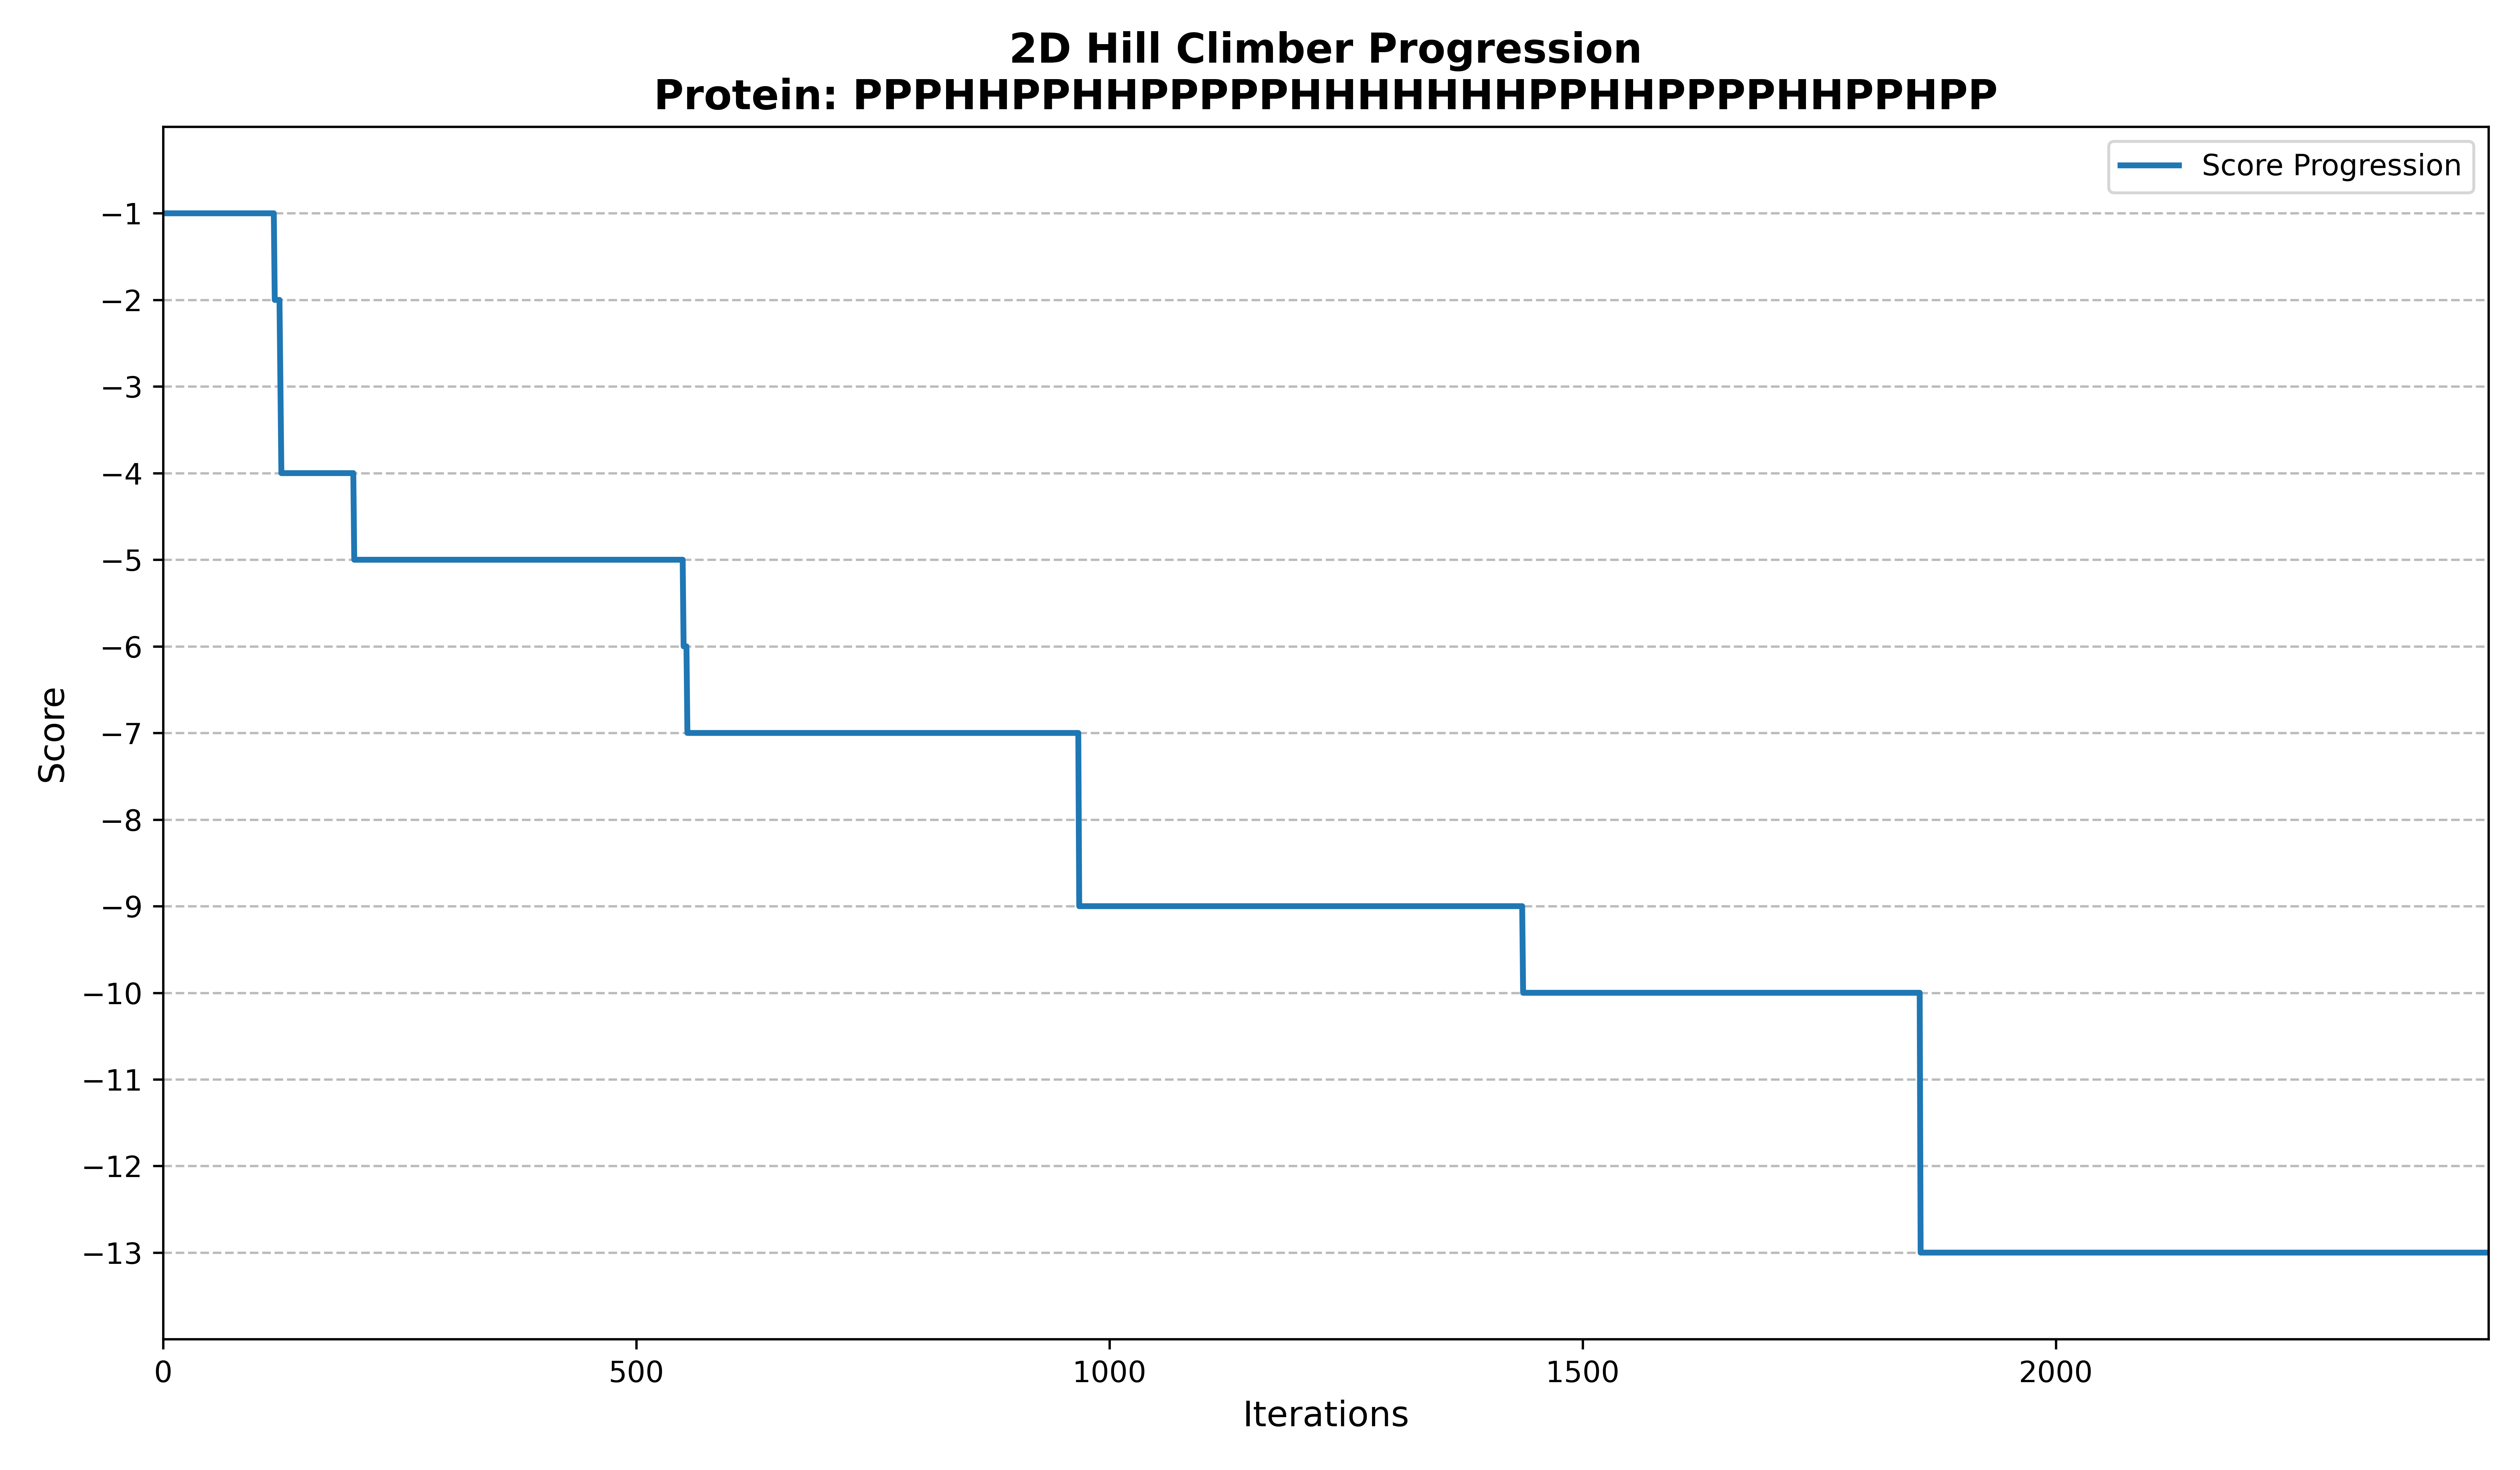 2D Hill Climber Progression
Protein: PPPHHPPHHPPPPPHHHHHHHPPHHPPPPHHPPHPP
Score Progression
−1
−2
−3
−4
−5
−6
−7
−8
−9
−10
−11
−12
−13
Score
0 500 1000 1500 2000
Iterations